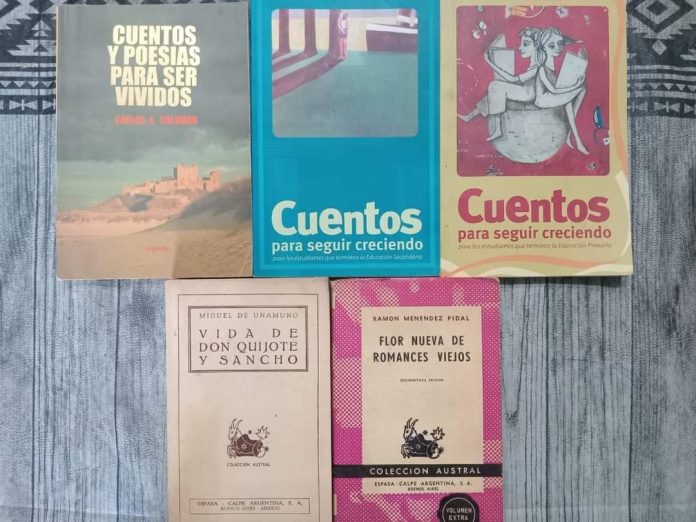 CUENTOS
Y POESIAS
PARA SER
VIVIDOS
CARLOS A. COLOMBO
Cuentos
para seguir creciendo
para los estudiantes que terminan la Educación Secundaria
Cuentos
para seguir creciendo
para los estudiantes que terminan la Educación Primaria
MIGUEL DE UNAMUNO
VIDA DE
DON QUIJOTE
Y SANCHO
COLECCION AUSTRAL
ESPASA - CALPE ARGENTINA, S. A.
BUENOS AIRES - MEXICO
RAMON MENENDEZ PIDAL
FLOR NUEVA DE
ROMANCES VIEJOS
EDICION
COLECCION AUSTRAL
ESPASA-CALPE ARGENTINA, S. A.
BUENOS AIRES
VOLUMEN
EXTRA